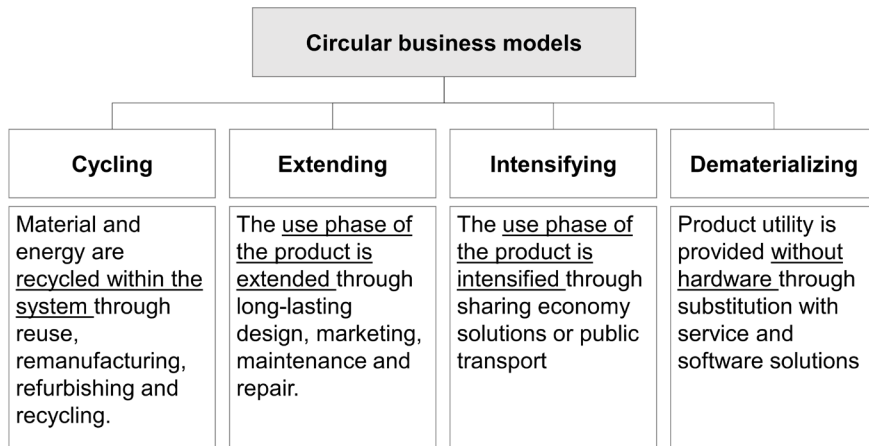 Circular business models
Cycling
Extending
Intensifying
Dematerializing
Material and
energy are
recycled within the
system through
reuse,
remanufacturing,
refurbishing and
recycling.
The use phase of
the product is
extended through
long-lasting
design, marketing,
maintenance and
repair.
The use phase of
the product is
intensified through
sharing economy
solutions or public
transport
Product utility is
provided without
hardware through
substitution with
service and
software solutions